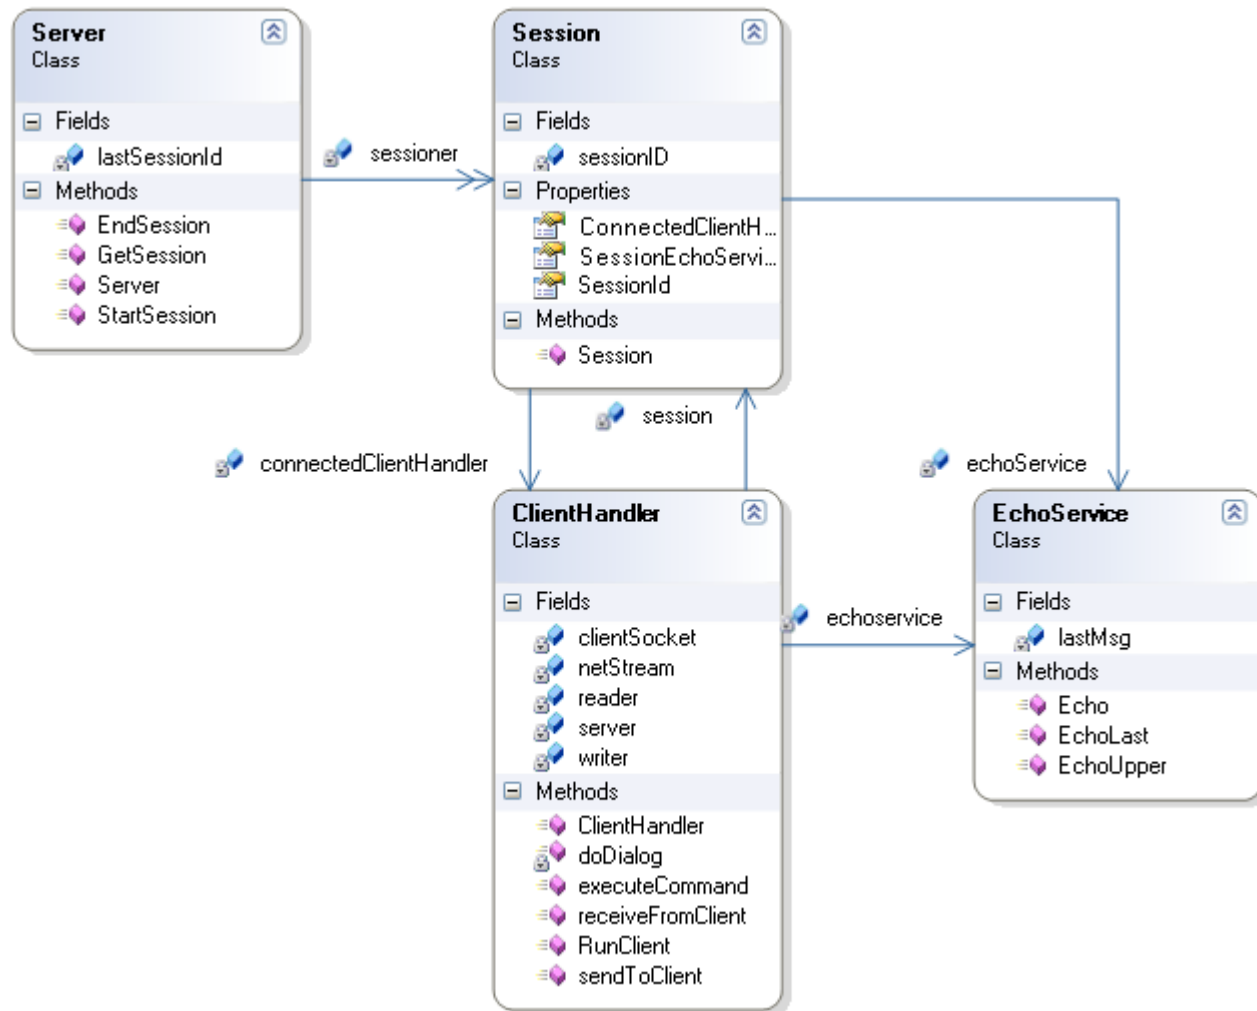 Server
Class
Fields
lastSessionId
Methods
EndSession
GetSession
Server
StartSession
sessioner
Session
Class
Fields
sessionID
Properties
ConnectedClientH...
SessionEchoServi...
SessionId
Methods
Session
session
connectedClientHandler
echoService
ClientHandler
Class
Fields
clientSocket
netStream
reader
server
writer
Methods
ClientHandler
doDialog
executeCommand
receiveFromClient
RunClient
sendToClient
echoservice
EchoService
Class
Fields
lastMsg
Methods
Echo
EchoLast
EchoUpper